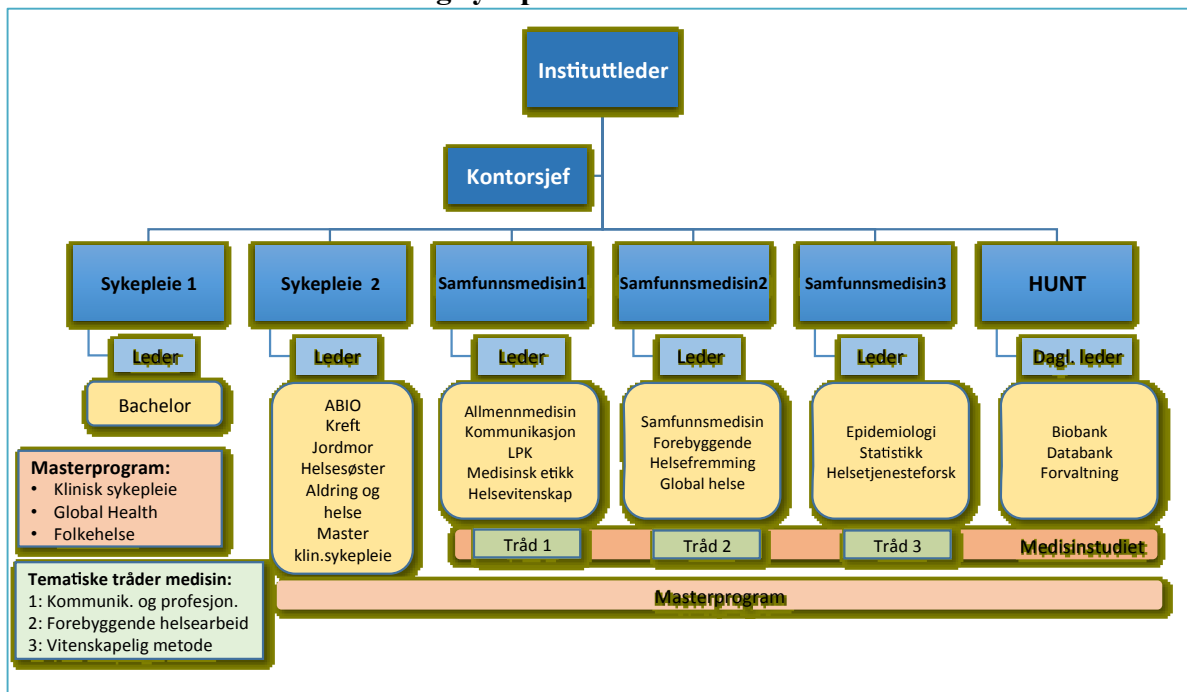 Instituttleder
Kontorsjef
Sykepleie 1
Sykepleie 2
Samfunnsmedisin1
Samfunnsmedisin2
Samfunnsmedisin3
HUNT
Leder
Leder
Leder
Leder
Leder
Dagl. leder
Bachelor
ABIO
Kreft
Jordmor
Helsesøster
Aldring og
helse
Master
klin.sykepleie
Allmennmedisin
Kommunikasjon
LPK
Medisinsk etikk
Helsevitenskap
Samfunnsmedisin
Forebyggende
Helsefremming
Global helse
Epidemiologi
Statistikk
Helsetjenesteforsk
Biobank
Databank
Forvaltning
Masterprogram:
• Klinisk sykepleie
• Global Health
• Folkehelse
Tråd 1
Tråd 2
Tråd 3
Medisinstudiet
Masterprogram
Tematiske tråder medisin:
1: Kommunik. og profesjon.
2: Forebyggende helsearbeid
3: Vitenskapelig metode